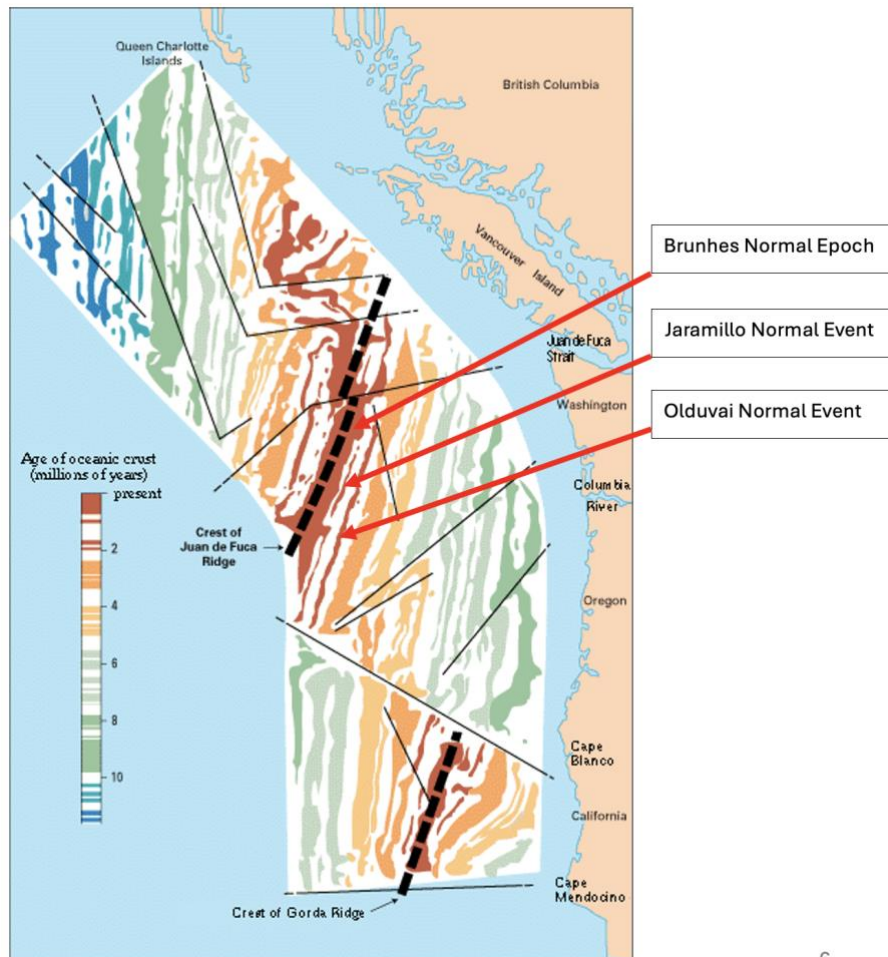 Queen Charlotte
Islands
British Columbia
Vancouver Island
Brunhes Normal Epoch
Jaramillo Normal Event
Juan de Fuca
Strait
Olduvai Normal Event
Washington
Age of oceanic crust
(millions of years)
present
2
4
6
8
10
Columbia
River
Crest of
Juan de Fuca
Ridge
Oregon
Cape
Blanco
California
Cape
Mendocino
Crest of Gorda Ridge